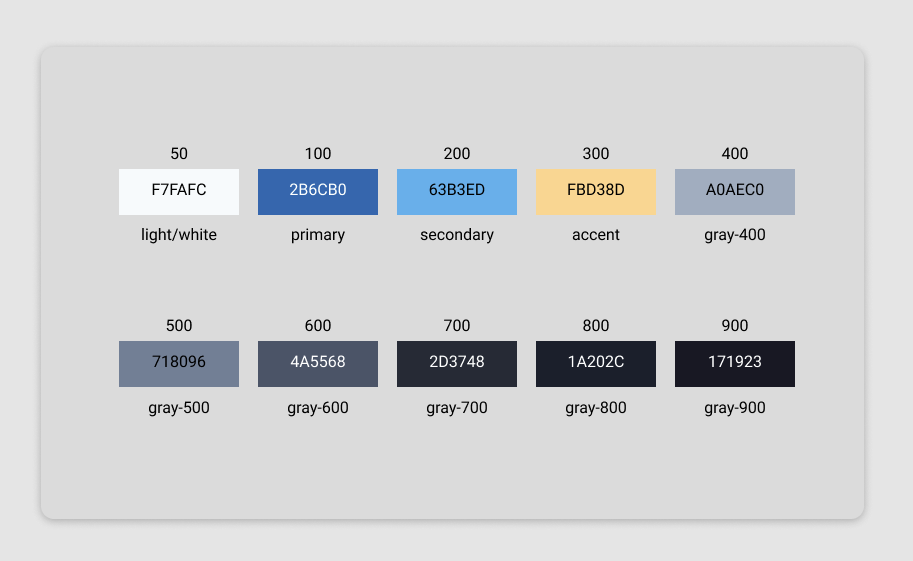 50 100 200 300 400
F7FAFC 2B6CB0 63B3ED FBD38D A0AEC0
light/white primary secondary accent gray-400
500 600 700 800 900
718096 4A5568 2D3748 1A202C 171923
gray-500 gray-600 gray-700 gray-800 gray-900